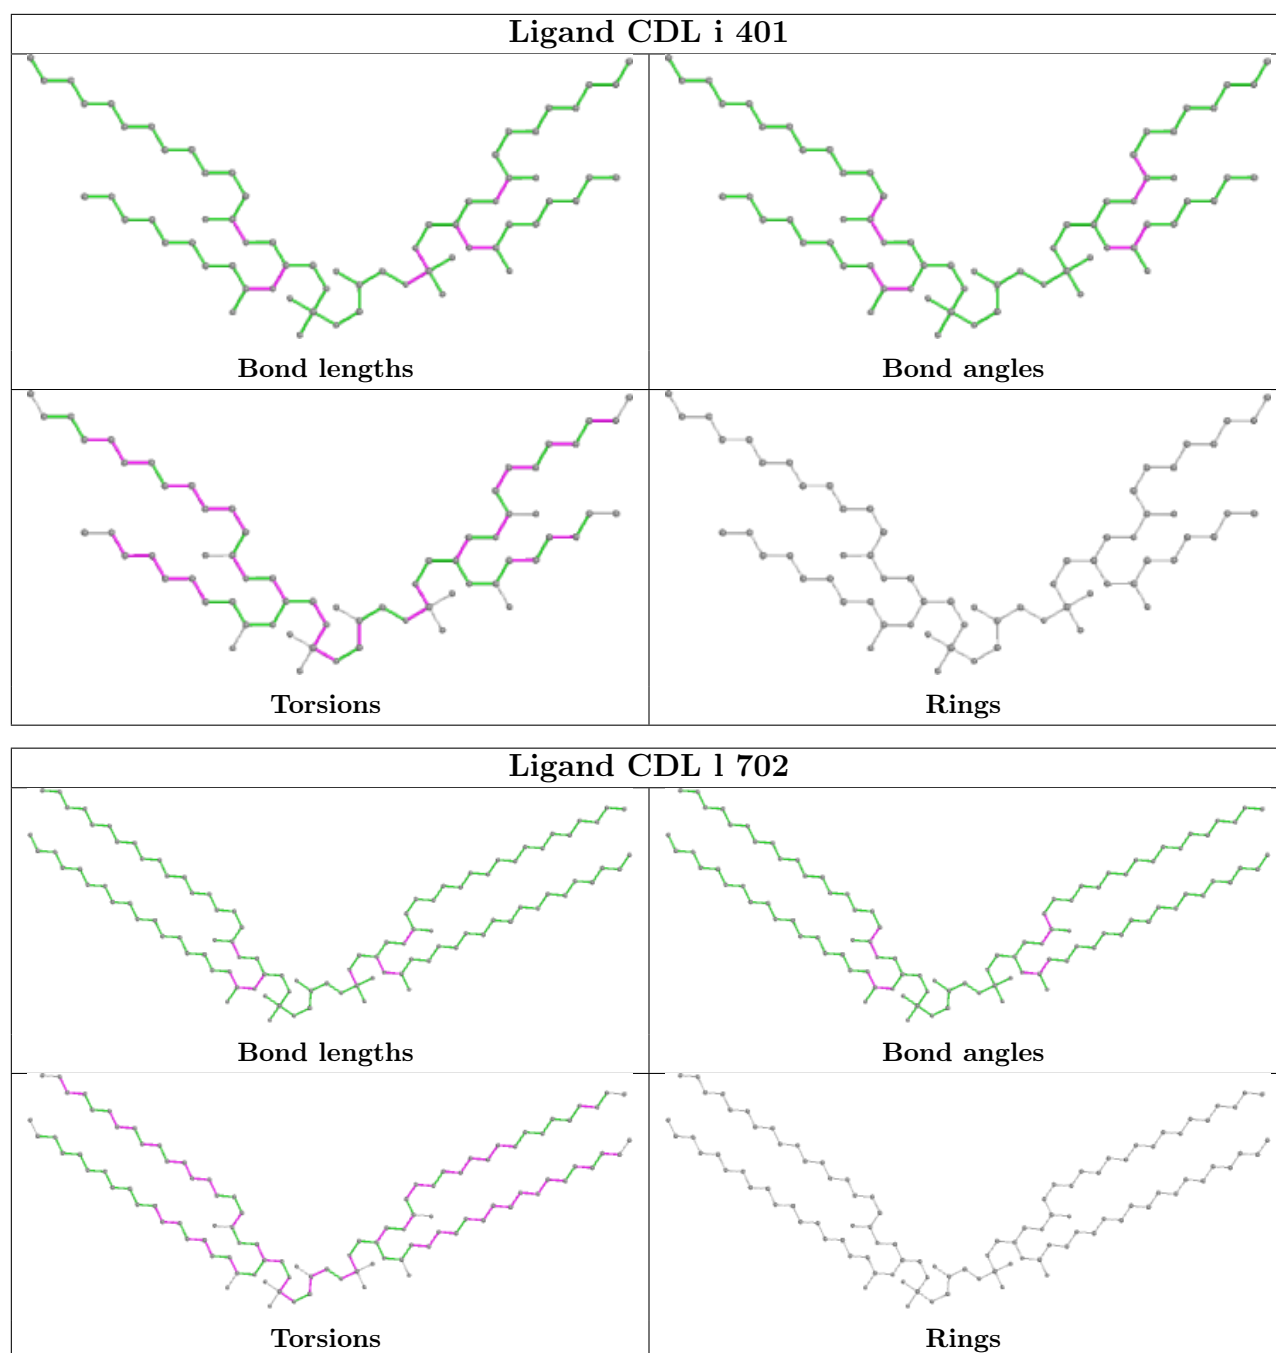 Ligand CDL i 401
Bond lengths
Bond angles
Torsions
Rings
Ligand CDL l 702
Bond lengths
Bond angles
Torsions
Rings